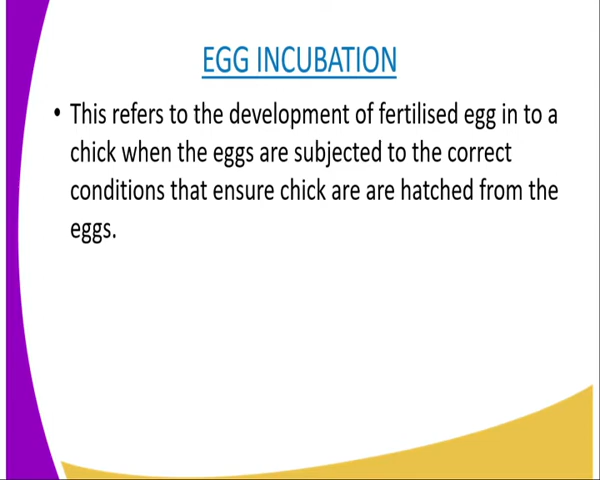 EGG INCUBATION
• This refers to the development of fertilised egg in to a
chick when the eggs are subjected to the correct
conditions that ensure chick are are hatched from the
eggs.